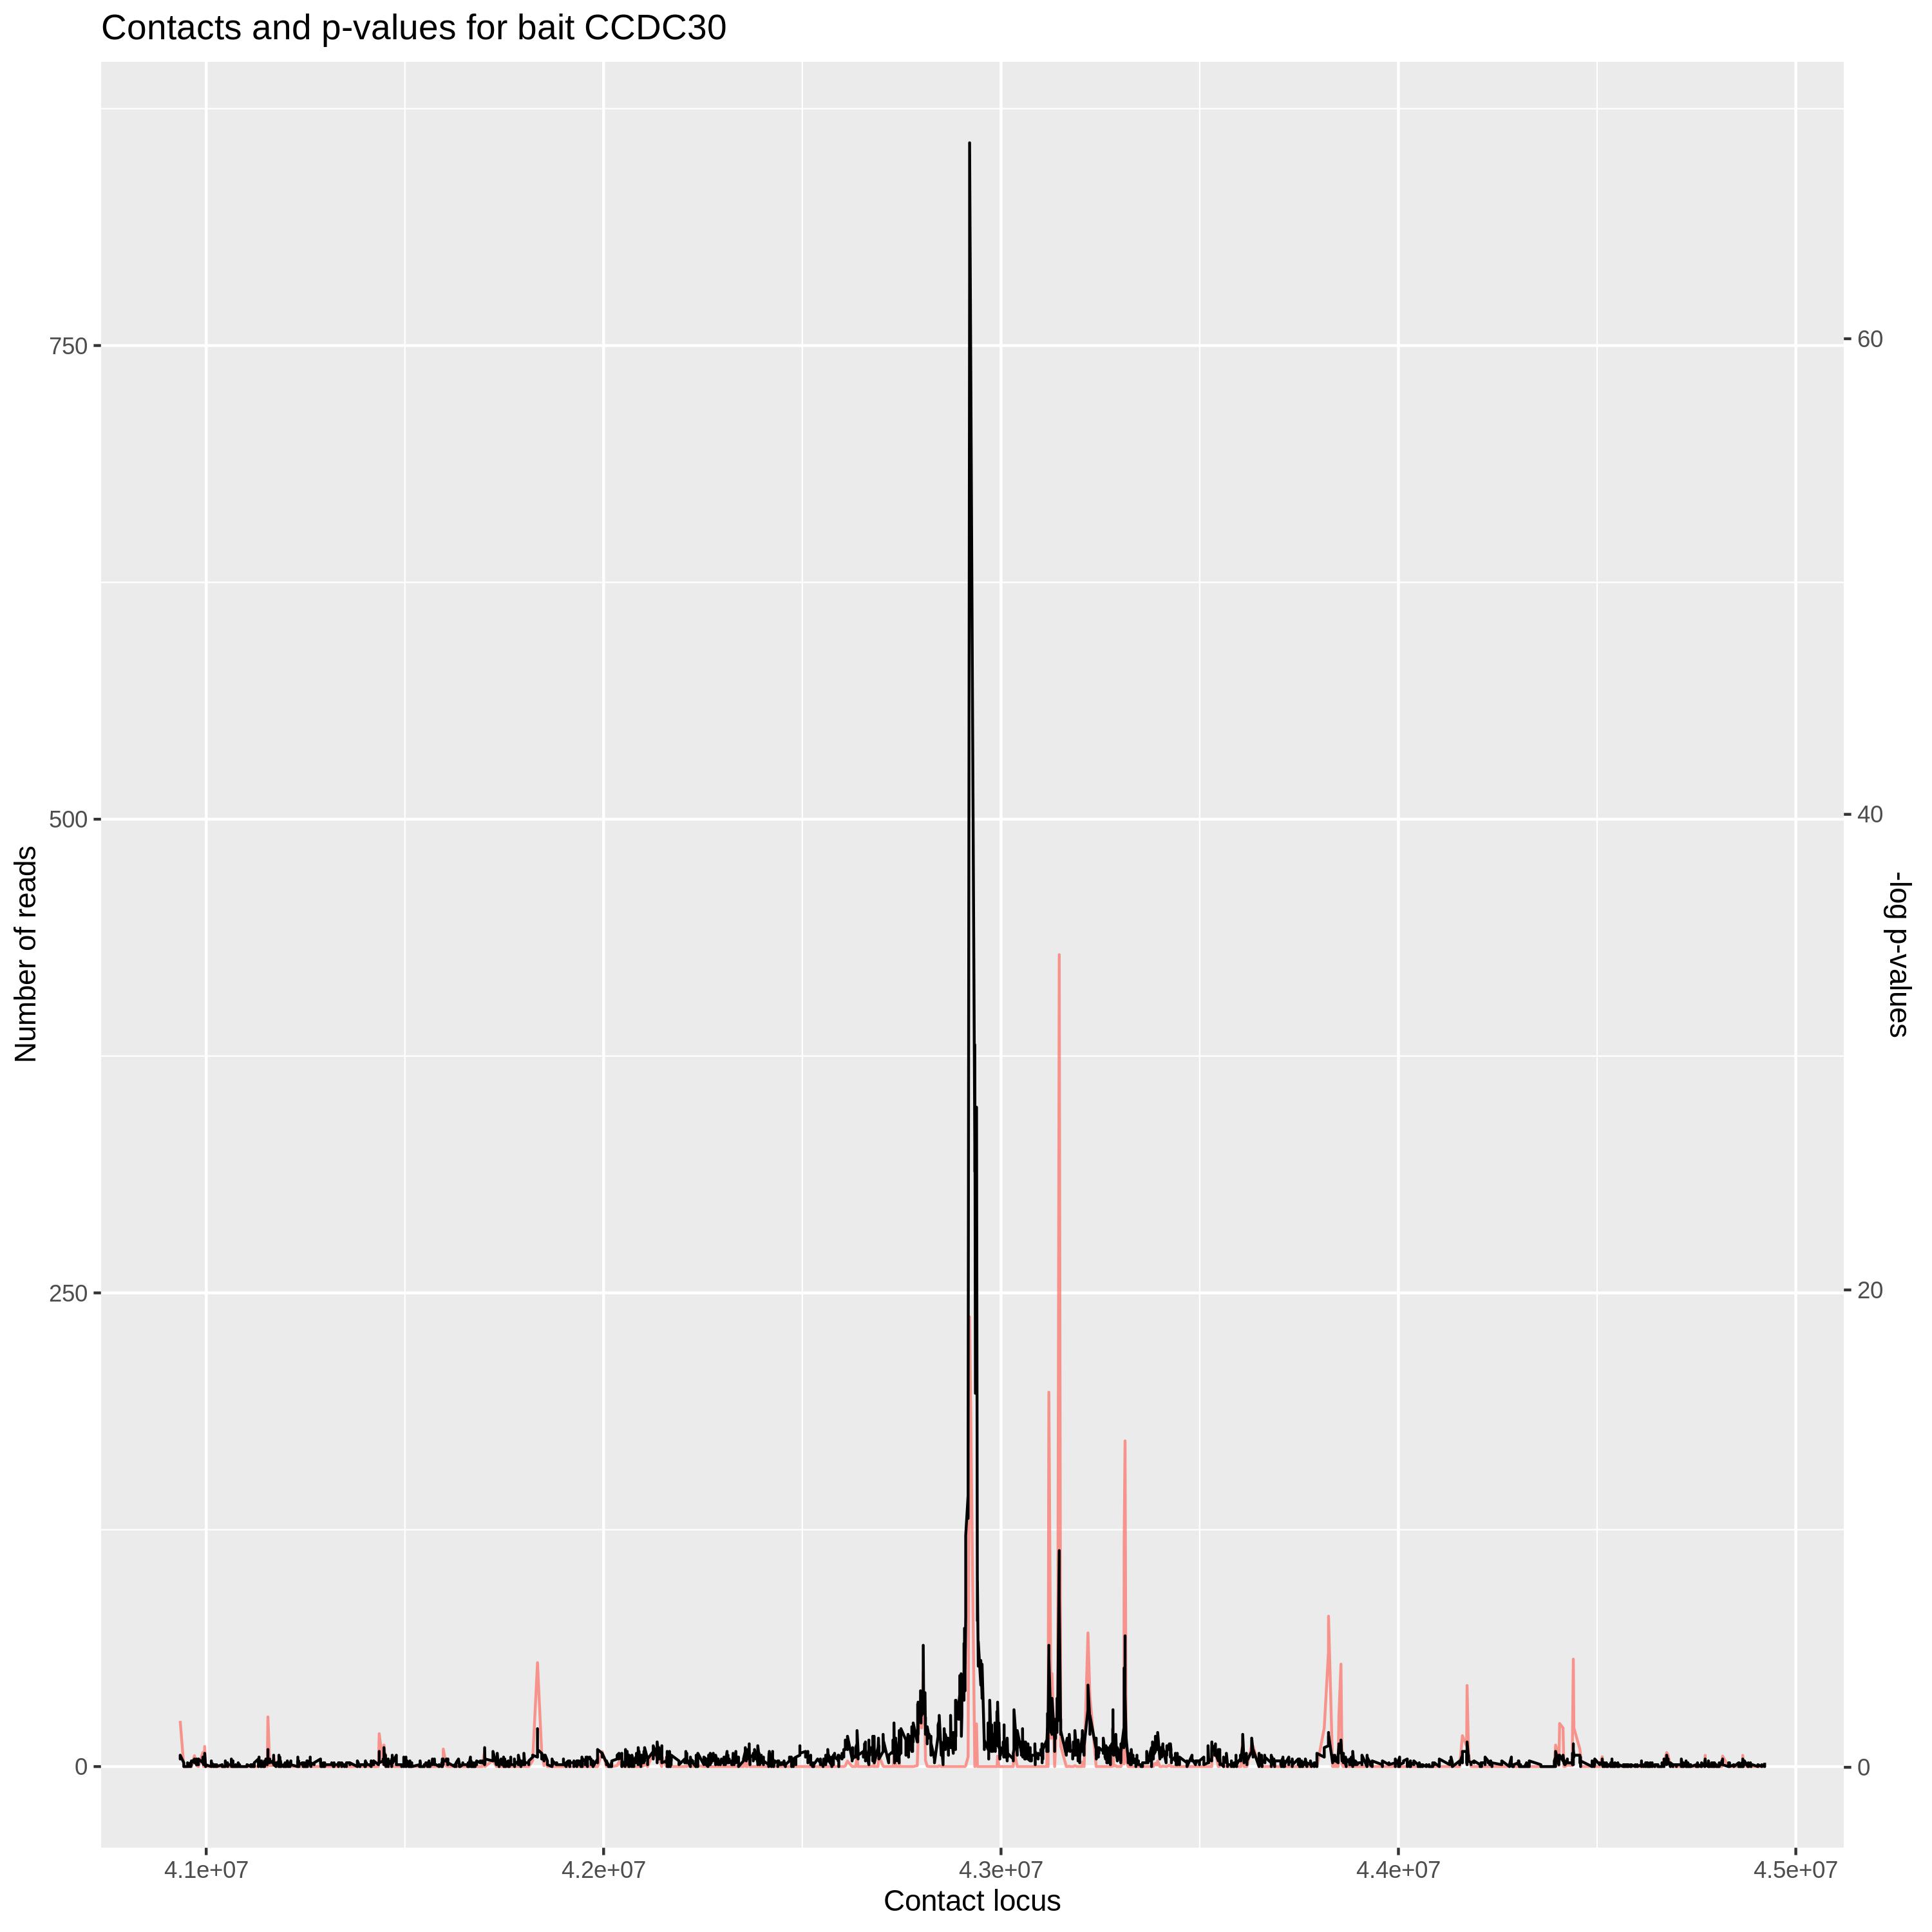 Contacts and p-values for bait CCDC30
Number of reads
750
500
250
0
60
40
20
0
-log p-values
4.1e+07 4.2e+07 4.3e+07 4.4e+07 4.5e+07
Contact locus